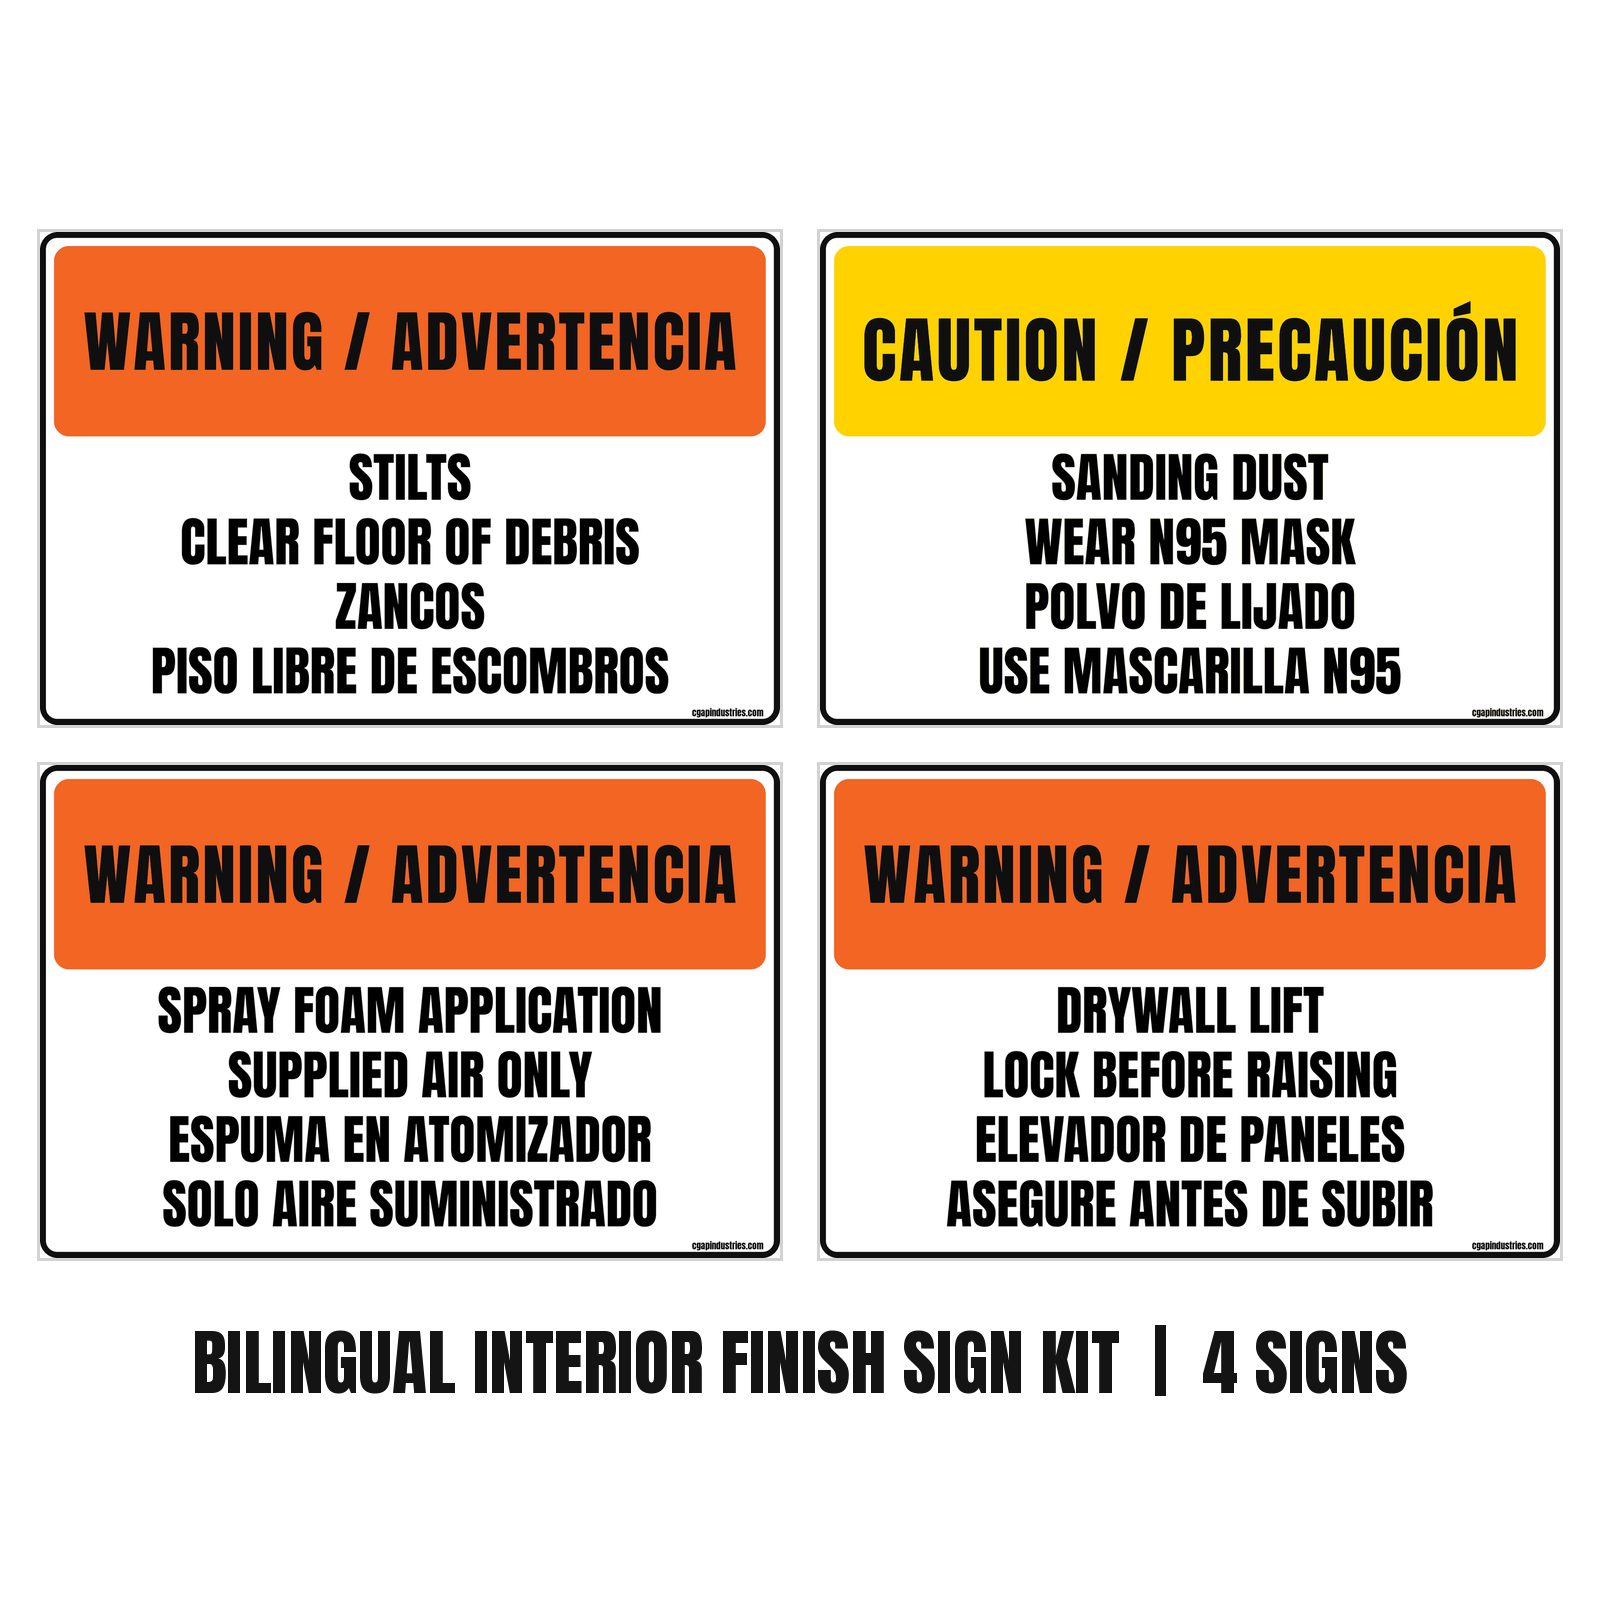 WARNING / ADVERTENCIA
STILTS
CLEAR FLOOR OF DEBRIS
ZANCOS
PISO LIBRE DE ESCOMBROS
cgapindustries.com
CAUTION / PRECAUCIÓN
SANDING DUST
WEAR N95 MASK
POLVO DE LIJADO
USE MASCARILLA N95
cgapindustries.com
WARNING / ADVERTENCIA
SPRAY FOAM APPLICATION
SUPPLIED AIR ONLY
ESPUMA EN ATOMIZADOR
SOLO AIRE SUMINISTRADO
cgapindustries.com
WARNING / ADVERTENCIA
DRYWALL LIFT
LOCK BEFORE RAISING
ELEVADOR DE PANELES
ASEGURE ANTES DE SUBIR
cgapindustries.com
BILINGUAL INTERIOR FINISH SIGN KIT | 4 SIGNS